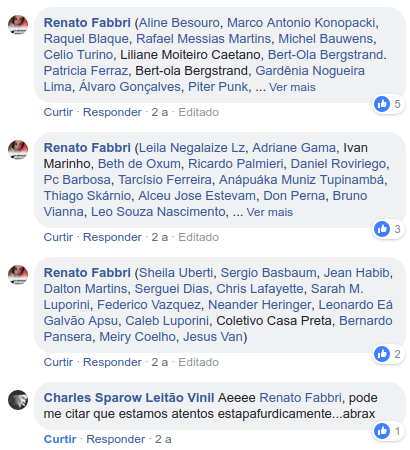 Renato Fabbri (Aline Besouro, Marco Antonio Konopacki,
Raquel Blaque, Rafael Messias Martins, Michel Bauwens,
Celio Turino, Liliane Moiteiro Caetano, Bert-Ola Bergstrand.
Patricia Ferraz, Bert-ola Bergstrand, Gardênia Nogueira
Lima, Álvaro Gonçalves, Piter Punk, ... Ver mais
5
Curtir · Responder · 2 a · Editado
Renato Fabbri (Leila Negalaize Lz, Adriane Gama, Ivan
Marinho, Beth de Oxum, Ricardo Palmieri, Daniel Roviriego,
Pc Barbosa, Tarcísio Ferreira, Anápuáka Muniz Tupinambá,
Thiago Skárnio, Alceu Jose Estevam, Don Perna, Bruno
Vianna, Leo Souza Nascimento, ... Ver mais
3
Curtir · Responder · 2 a · Editado
Renato Fabbri (Sheila Uberti, Sergio Basbaum, Jean Habib,
Dalton Martins, Serguei Dias, Chris Lafayette, Sarah M.
Luporini, Federico Vazquez, Neander Heringer, Leonardo Eá
Galvão Apsu, Caleb Luporini, Coletivo Casa Preta, Bernardo
Pansera, Meiry Coelho, Jesus Van)
2
Curtir · Responder · 2 a · Editado
Charles Sparow Leitão Vinil Aeeee Renato Fabbri, pode
me citar que estamos atentos estapafurdicamente...abrax
1
Curtir · Responder · 2 a